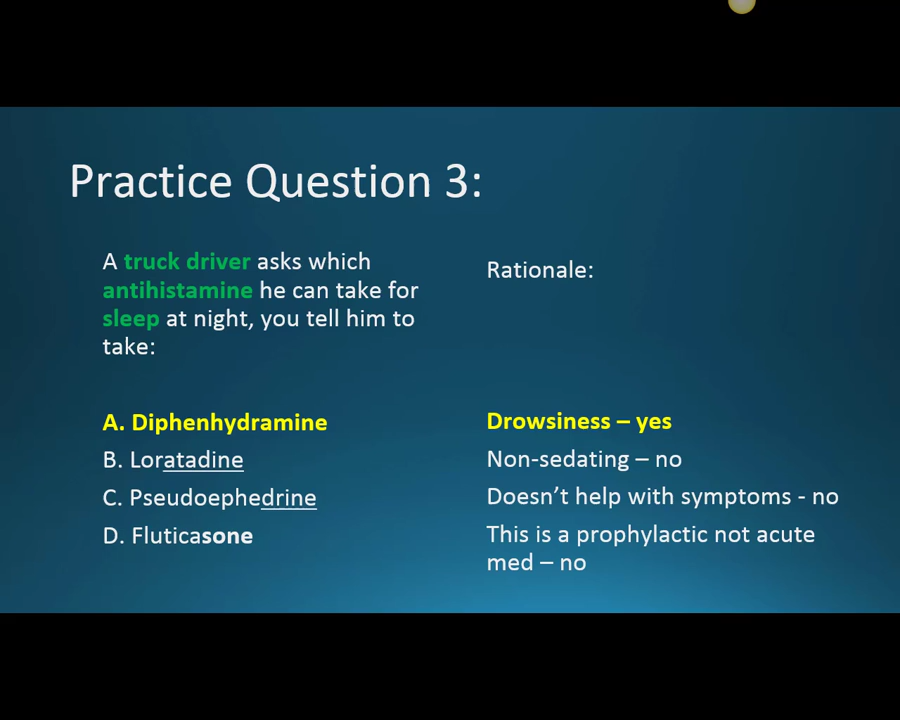 Practice Question 3:
A truck driver asks which
antihistamine he can take for
sleep at night, you tell him to
take:
A. Diphenhydramine
B. Loratadine
C. Pseudoephedrine
D. Fluticasone
Rationale:
Drowsiness – yes
Non-sedating – no
Doesn’t help with symptoms - no
This is a prophylactic not acute
med – no